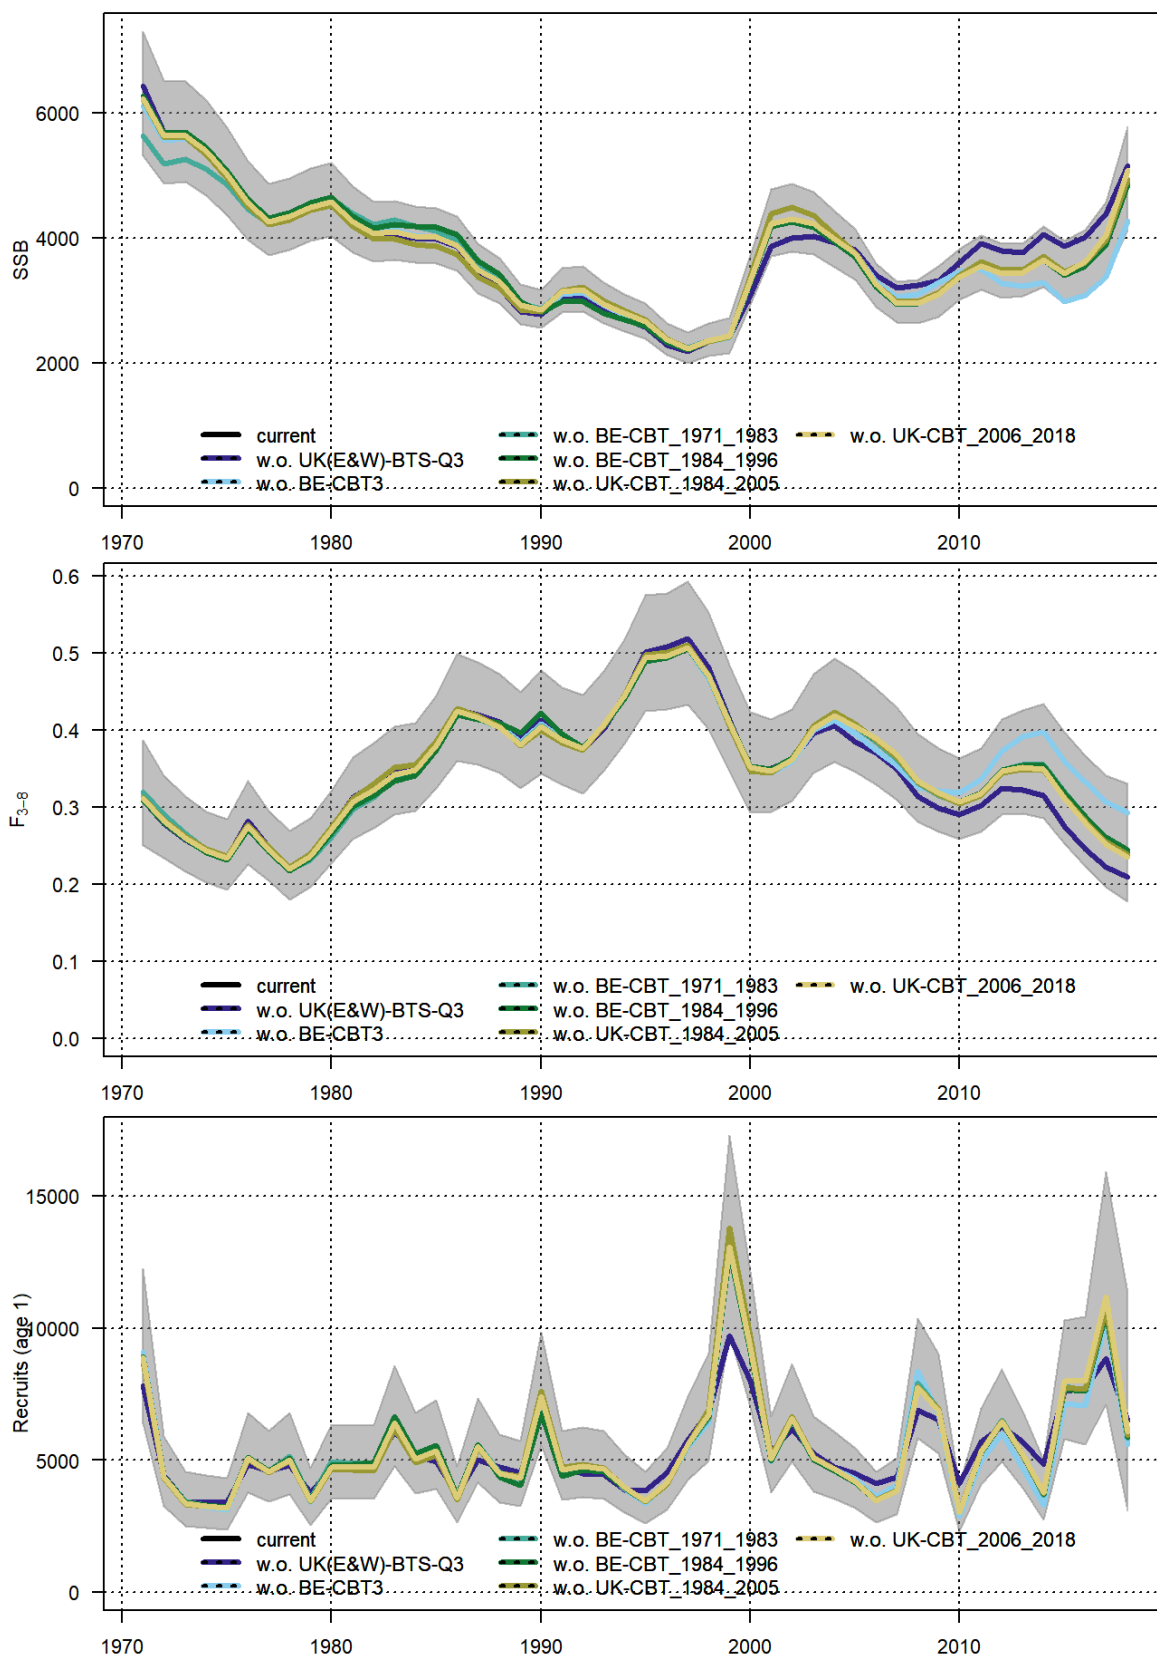 SSB
6000
4000
2000
0
current
w.o. UK(E&W)-BTS-Q3
w.o. BE-CBT3
w.o. BE-CBT_1971_1983
w.o. BE-CBT_1984_1996
w.o. UK-CBT_1984_2005
w.o. UK-CBT_2006_2018
1970 1980 1990 2000 2010
F3–8
0.6
0.5
0.4
0.3
0.2
0.1
0.0
current
w.o. UK(E&W)-BTS-Q3
w.o. BE-CBT3
w.o. BE-CBT_1971_1983
w.o. BE-CBT_1984_1996
w.o. UK-CBT_1984_2005
w.o. UK-CBT_2006_2018
1970 1980 1990 2000 2010
Recruits (age 1)
15000
10000
5000
0
current
w.o. UK(E&W)-BTS-Q3
w.o. BE-CBT3
w.o. BE-CBT_1971_1983
w.o. BE-CBT_1984_1996
w.o. UK-CBT_1984_2005
w.o. UK-CBT_2006_2018
1970 1980 1990 2000 2010